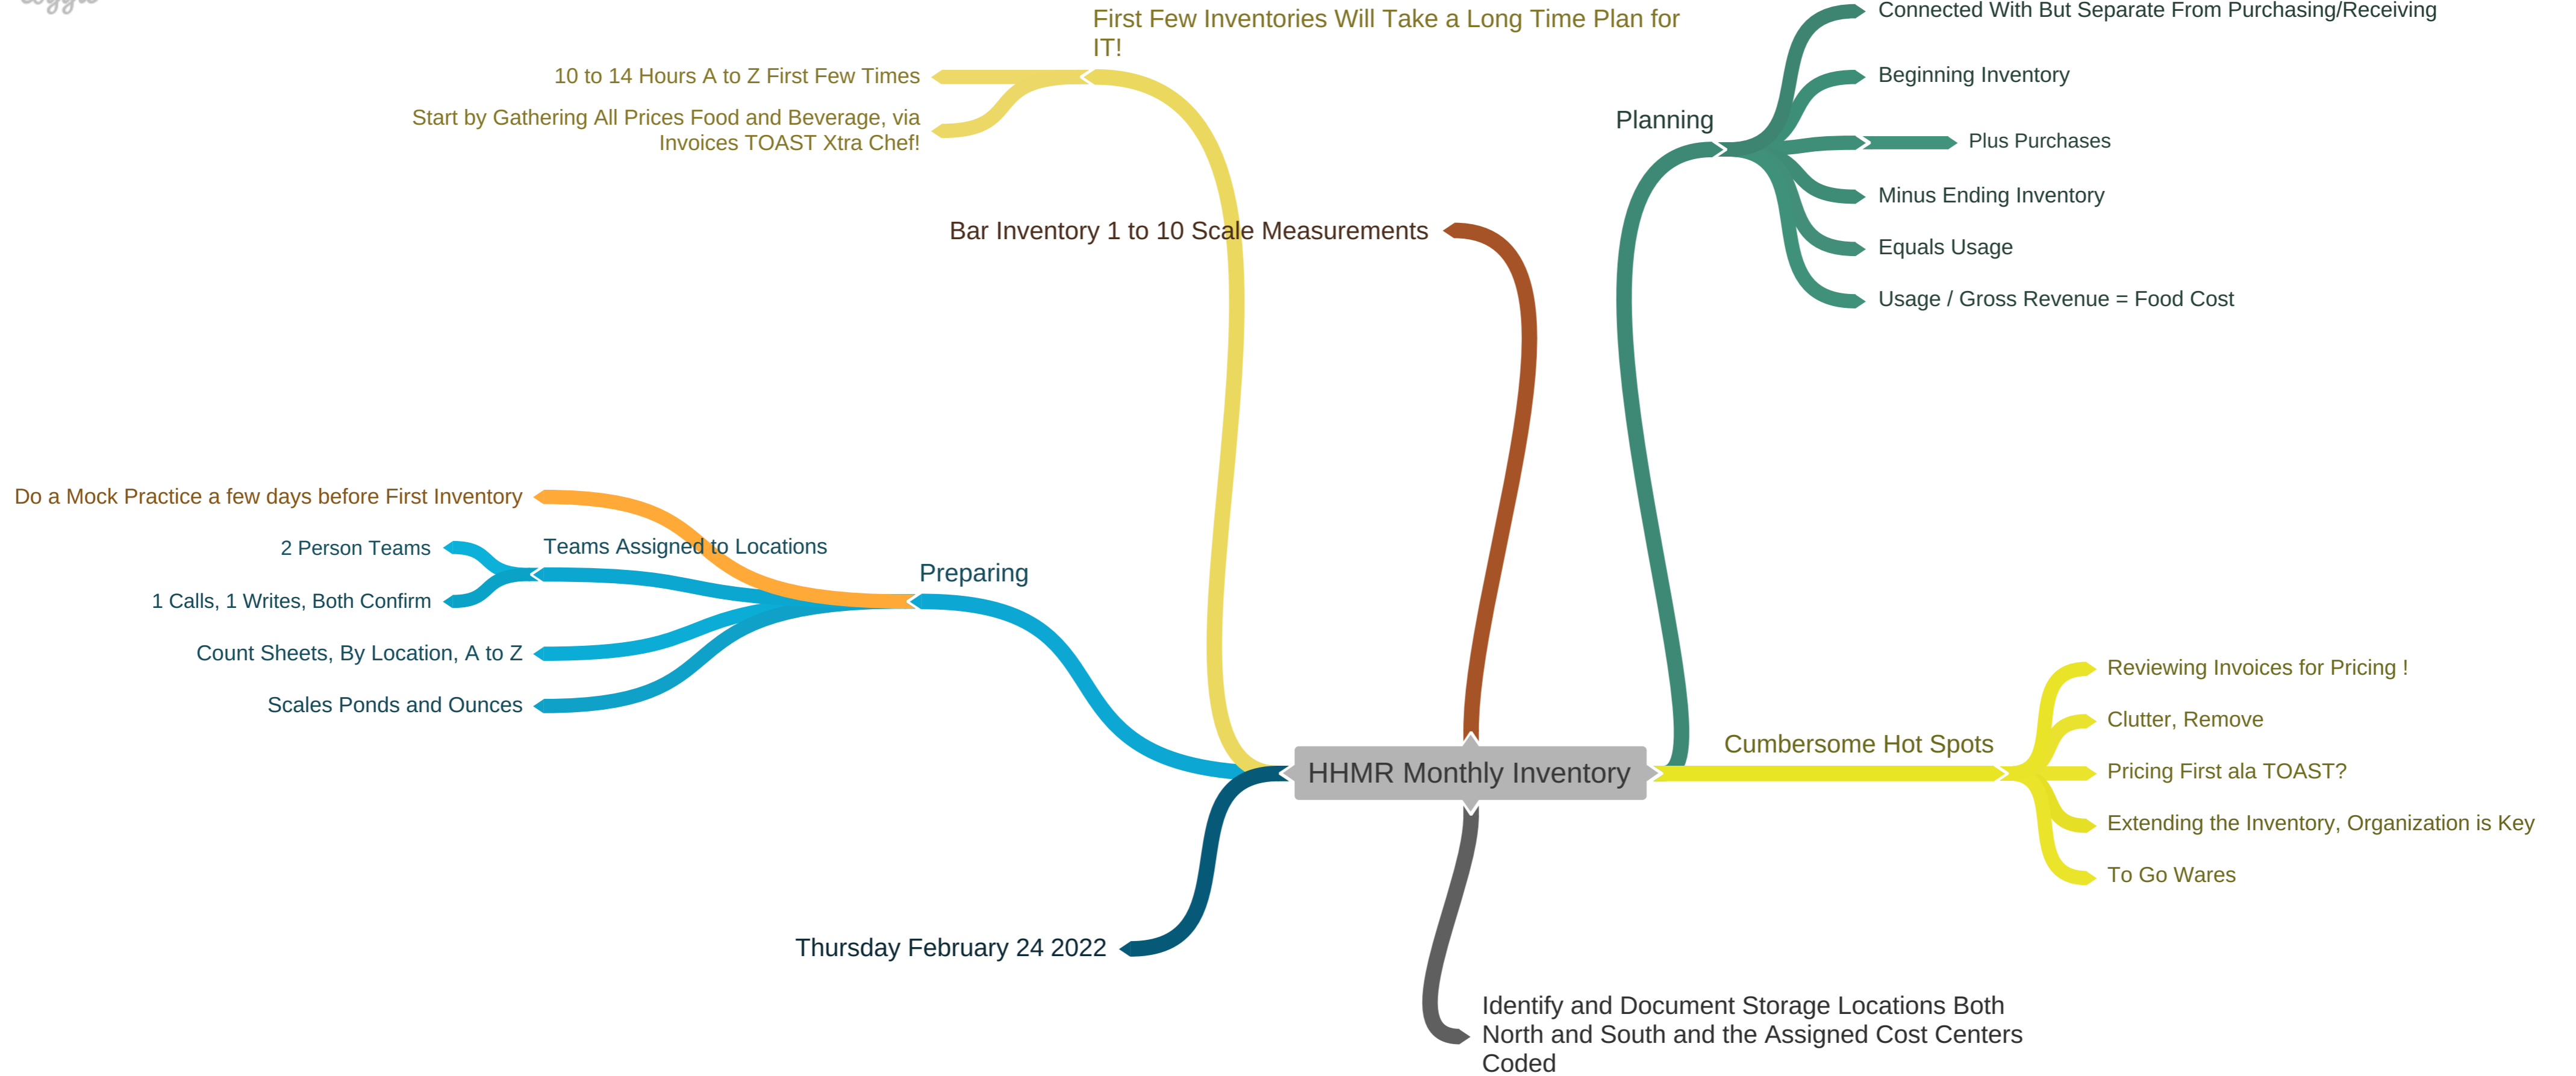 First Few Inventories Will Take a Long Time Plan for
IT!
10 to 14 Hours A to Z First Few Times
Start by Gathering All Prices Food and Beverage, via
Invoices TOAST Xtra Chef!
Bar Inventory 1 to 10 Scale Measurements
Planning
Connected With But Separate From Purchasing/Receiving
Beginning Inventory
Plus Purchases
Minus Ending Inventory
Equals Usage
Usage / Gross Revenue = Food Cost
Do a Mock Practice a few days before First Inventory
2 Person Teams
Teams Assigned to Locations
1 Calls, 1 Writes, Both Confirm
Preparing
Count Sheets, By Location, A to Z
Scales Ponds and Ounces
HHMR Monthly Inventory
Cumbersome Hot Spots
Reviewing Invoices for Pricing !
Clutter, Remove
Pricing First ala TOAST?
Extending the Inventory, Organization is Key
To Go Wares
Thursday February 24 2022
Identify and Document Storage Locations Both
North and South and the Assigned Cost Centers
Coded